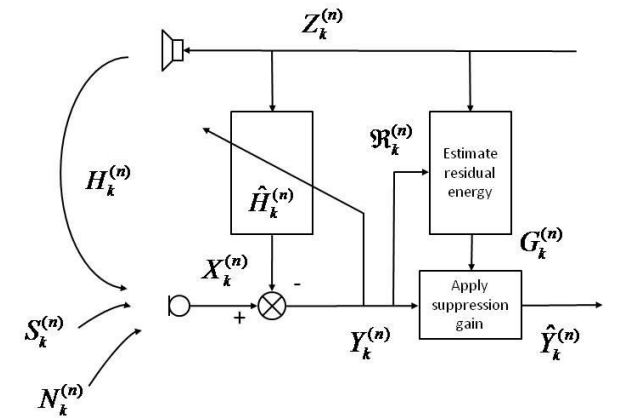 Z_k^{(n)}
ℜ_k^{(n)}
Estimate
residual
energy
H_k^{(n)}
Ĥ_k^{(n)}
G_k^{(n)}
X_k^{(n)}
-
Apply
suppression
gain
+
S_k^{(n)}
Y_k^{(n)}
Ŷ_k^{(n)}
N_k^{(n)}